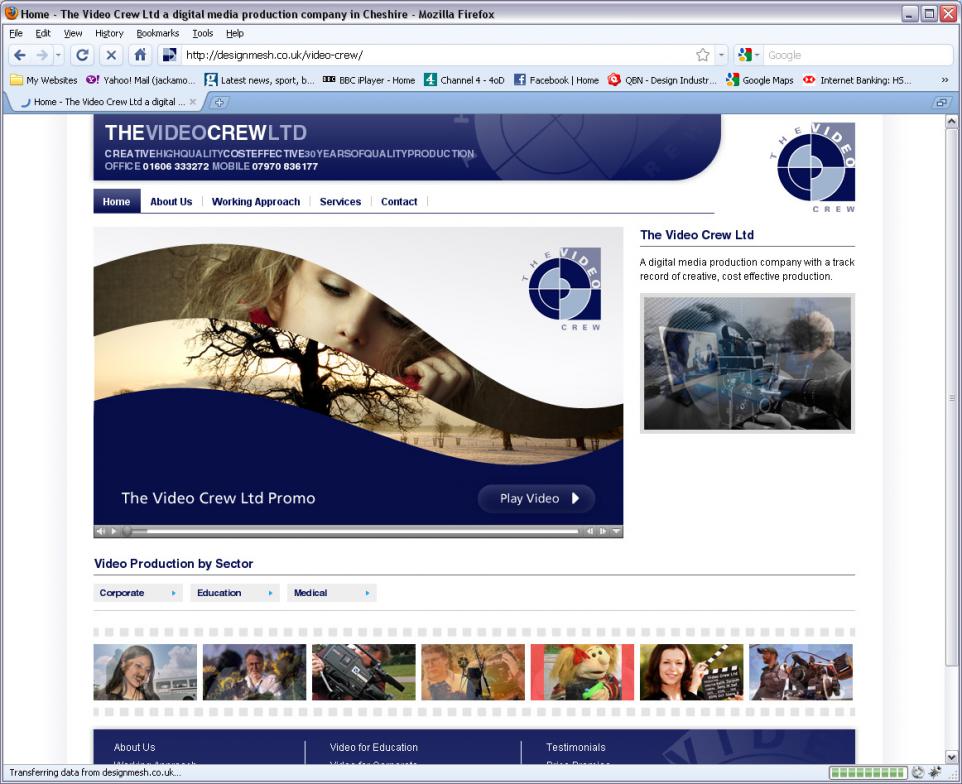 Home - The Video Crew Ltd a digital media production company in Cheshire - Mozilla Firefox
File Edit View History Bookmarks Tools Help
http://designmesh.co.uk/video-crew/
Google
My Websites Yahoo! Mail (jackamo... Latest news, sport, b... BBC iPlayer - Home Channel 4 - 4oD Facebook | Home QBN - Design Industr... Google Maps Internet Banking: HS... »
Home - The Video Crew Ltd a digital ...
THEVIDEOCREWLTD
CREATIVEHIGHQUALITYCOSTEFFECTIVE30YEARSOFQUALITYPRODUCTION
OFFICE 01606 333272 MOBILE 07970 836177
THE VIDEO
CREW
Home About Us Working Approach Services Contact
The Video Crew Ltd
A digital media production company with a track
record of creative, cost effective production.
THE VIDEO
CREW
The Video Crew Ltd Promo
Play Video
Video Production by Sector
Corporate Education Medical
About Us Video for Education Testimonials
Working Approach Video for Corporate Price Promise
VID
Transferring data from designmesh.co.uk...